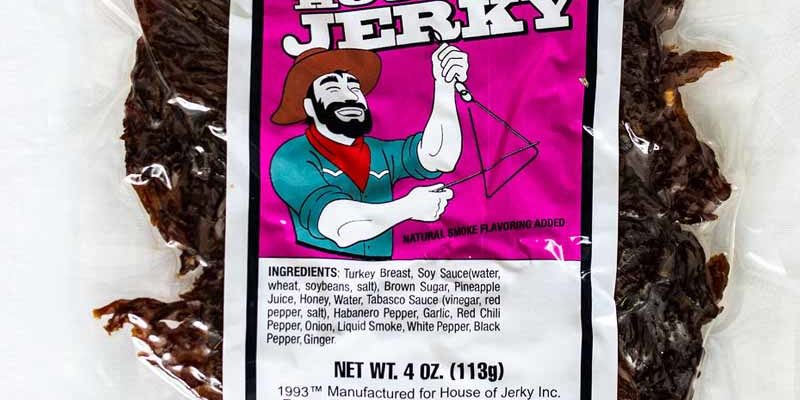 JERKY
NATURAL SMOKE FLAVORING ADDED
INGREDIENTS: Turkey Breast, Soy Sauce(water,
wheat, soybeans, salt), Brown Sugar, Pineapple
Juice, Honey, Water, Tabasco Sauce (vinegar, red
pepper, salt), Habanero Pepper, Garlic, Red Chili
Pepper, Onion, Liquid Smoke, White Pepper, Black
Pepper, Ginger.
NET WT. 4 OZ. (113g)
1993™ Manufactured for House of Jerky Inc.